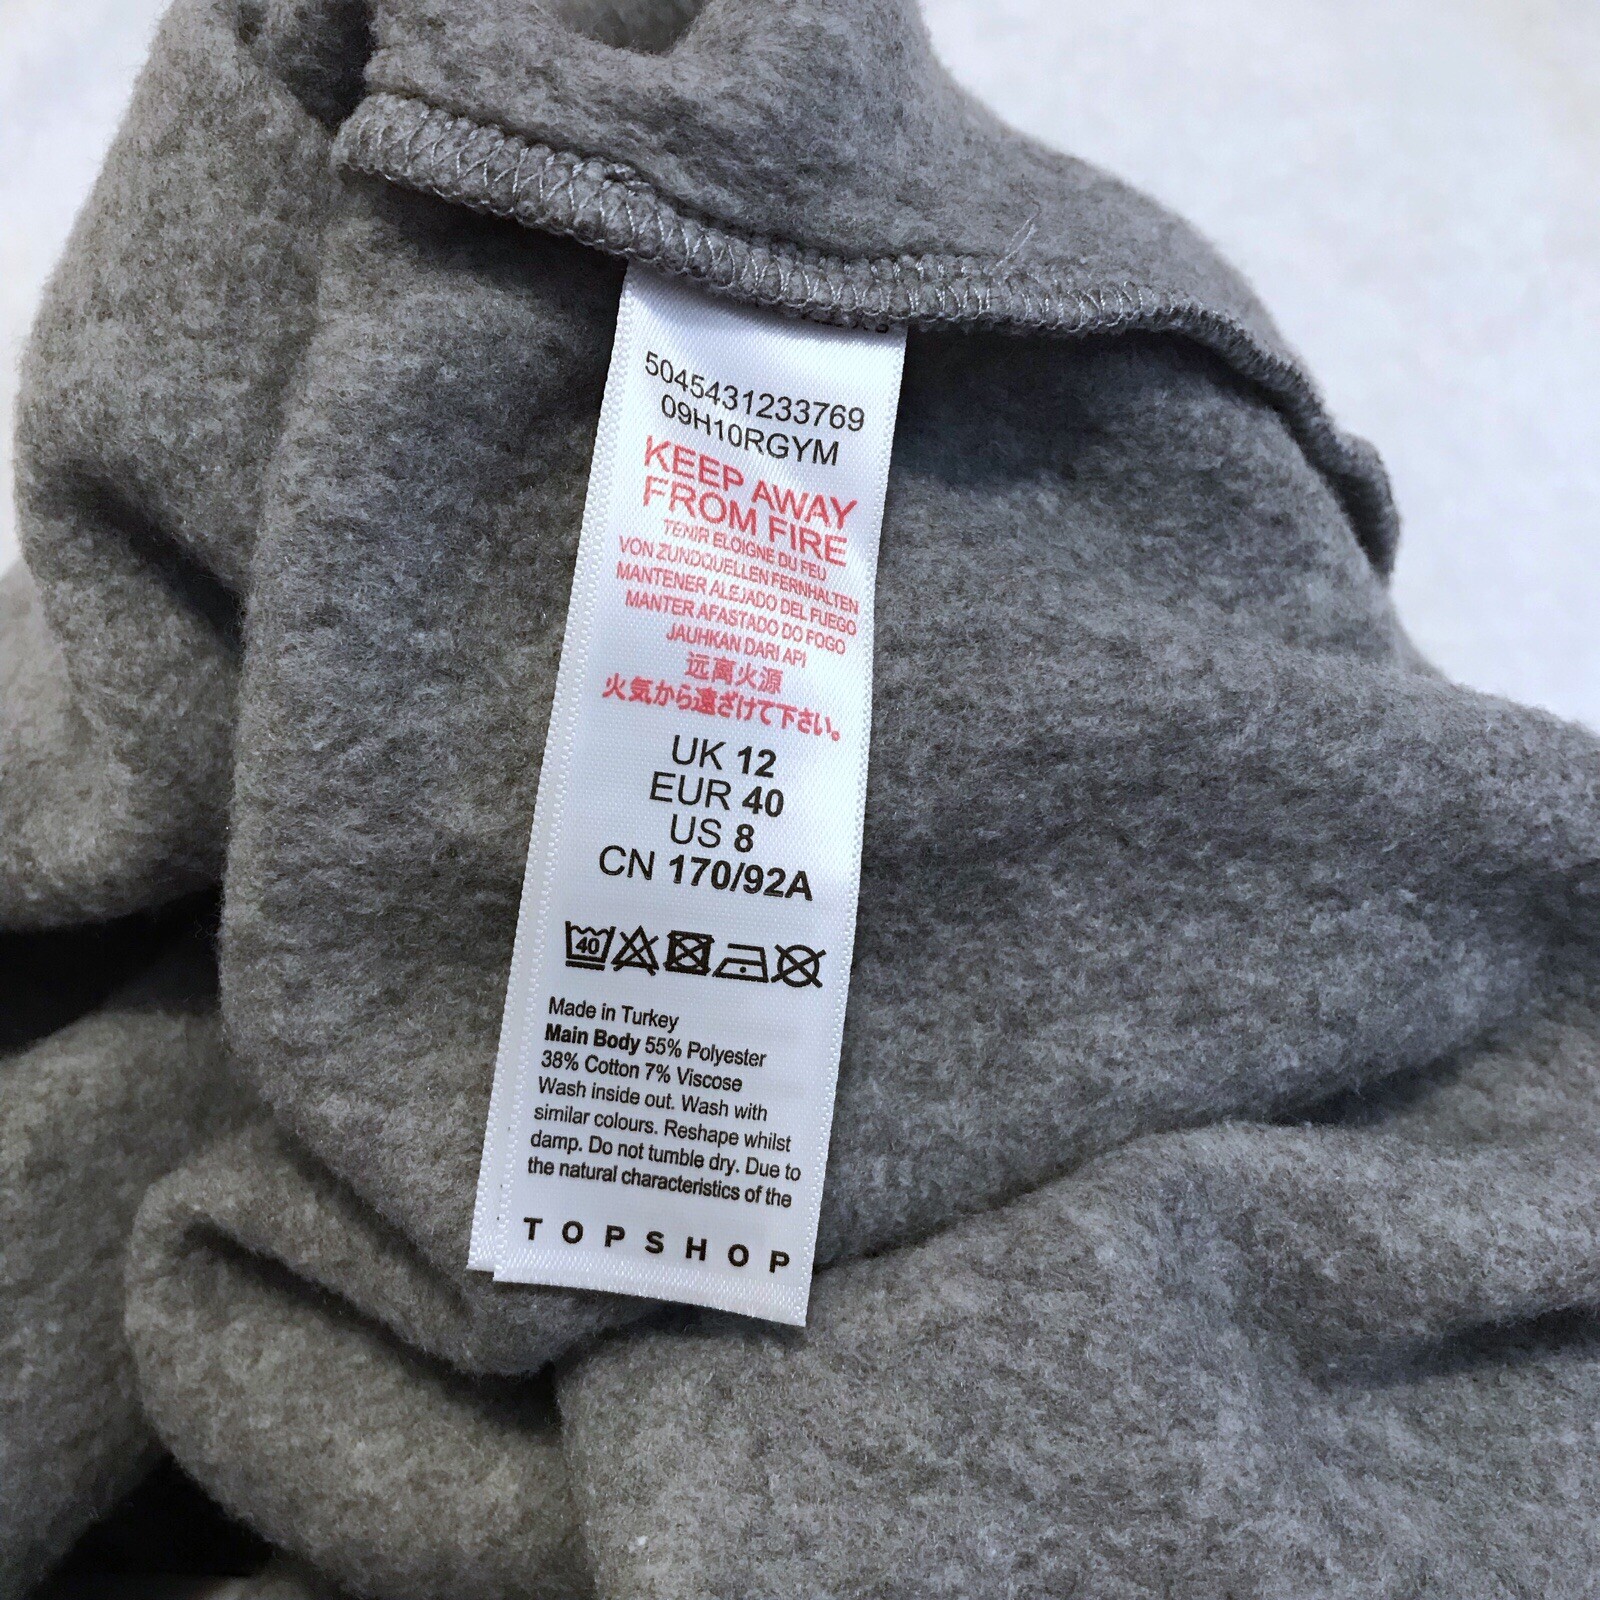 5045431233769
09H10RGYM
KEEP AWAY
FROM FIRE
TENIR ELOIGNE DU FEU
VON ZUNDQUELLEN FERNHALTEN
MANTENER ALEJADO DEL FUEGO
MANTER AFASTADO DO FOGO
JAUHKAN DARI API
远离火源
火気から遠ざけて下さい。
UK 12
EUR 40
US 8
CN 170/92A
40
Made in Turkey
Main Body 55% Polyester
38% Cotton 7% Viscose
Wash inside out. Wash with
similar colours. Reshape whilst
damp. Do not tumble dry. Due to
the natural characteristics of the
TOPSHOP